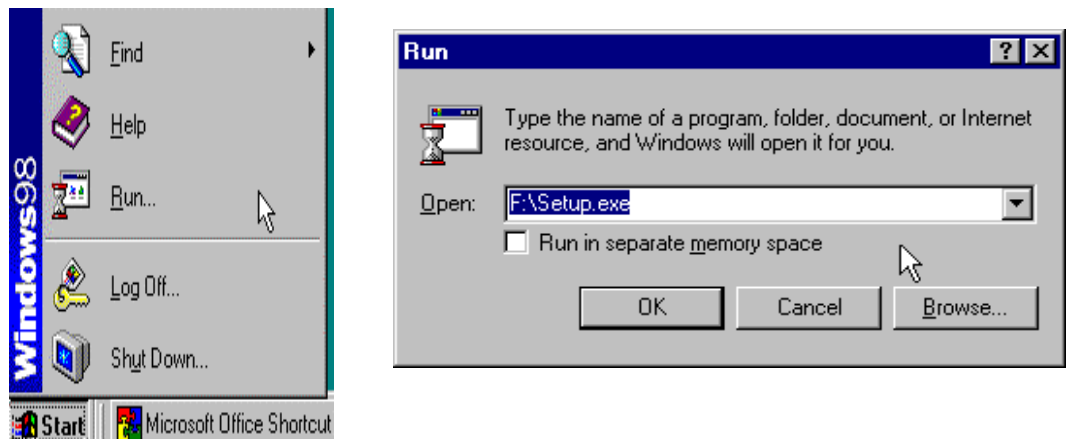 Windows98
Find
Help
Run...
Log Off...
Shut Down...
Start
Microsoft Office Shortcut
Run
Type the name of a program, folder, document, or Internet
resource, and Windows will open it for you.
Open:
F:\Setup.exe
Run in separate memory space
OK
Cancel
Browse...